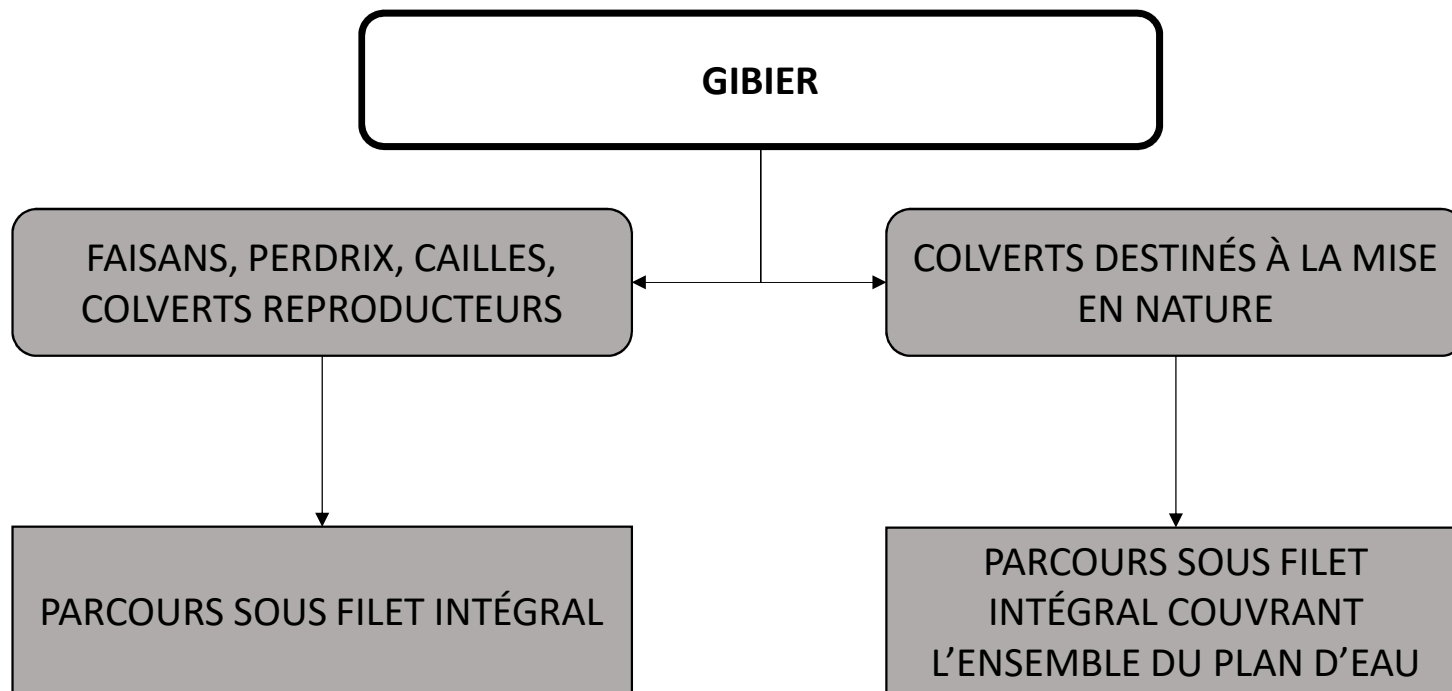 GIBIER
FAISANS, PERDRIX, CAILLES,
COLVERTS REPRODUCTEURS
COLVERTS DESTINÉS À LA MISE
EN NATURE
PARCOURS SOUS FILET INTÉGRAL
PARCOURS SOUS FILET
INTÉGRAL COUVRANT
L’ENSEMBLE DU PLAN D’EAU